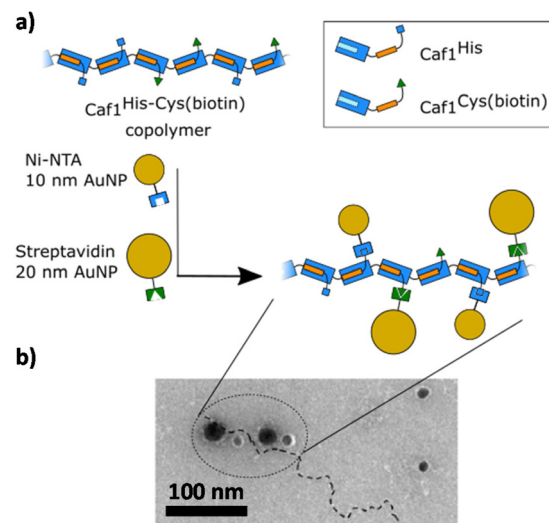 a)
Caf1His-Cys(biotin)
copolymer
Caf1His
Caf1Cys(biotin)
Ni-NTA
10 nm AuNP
Streptavidin
20 nm AuNP
b)
100 nm